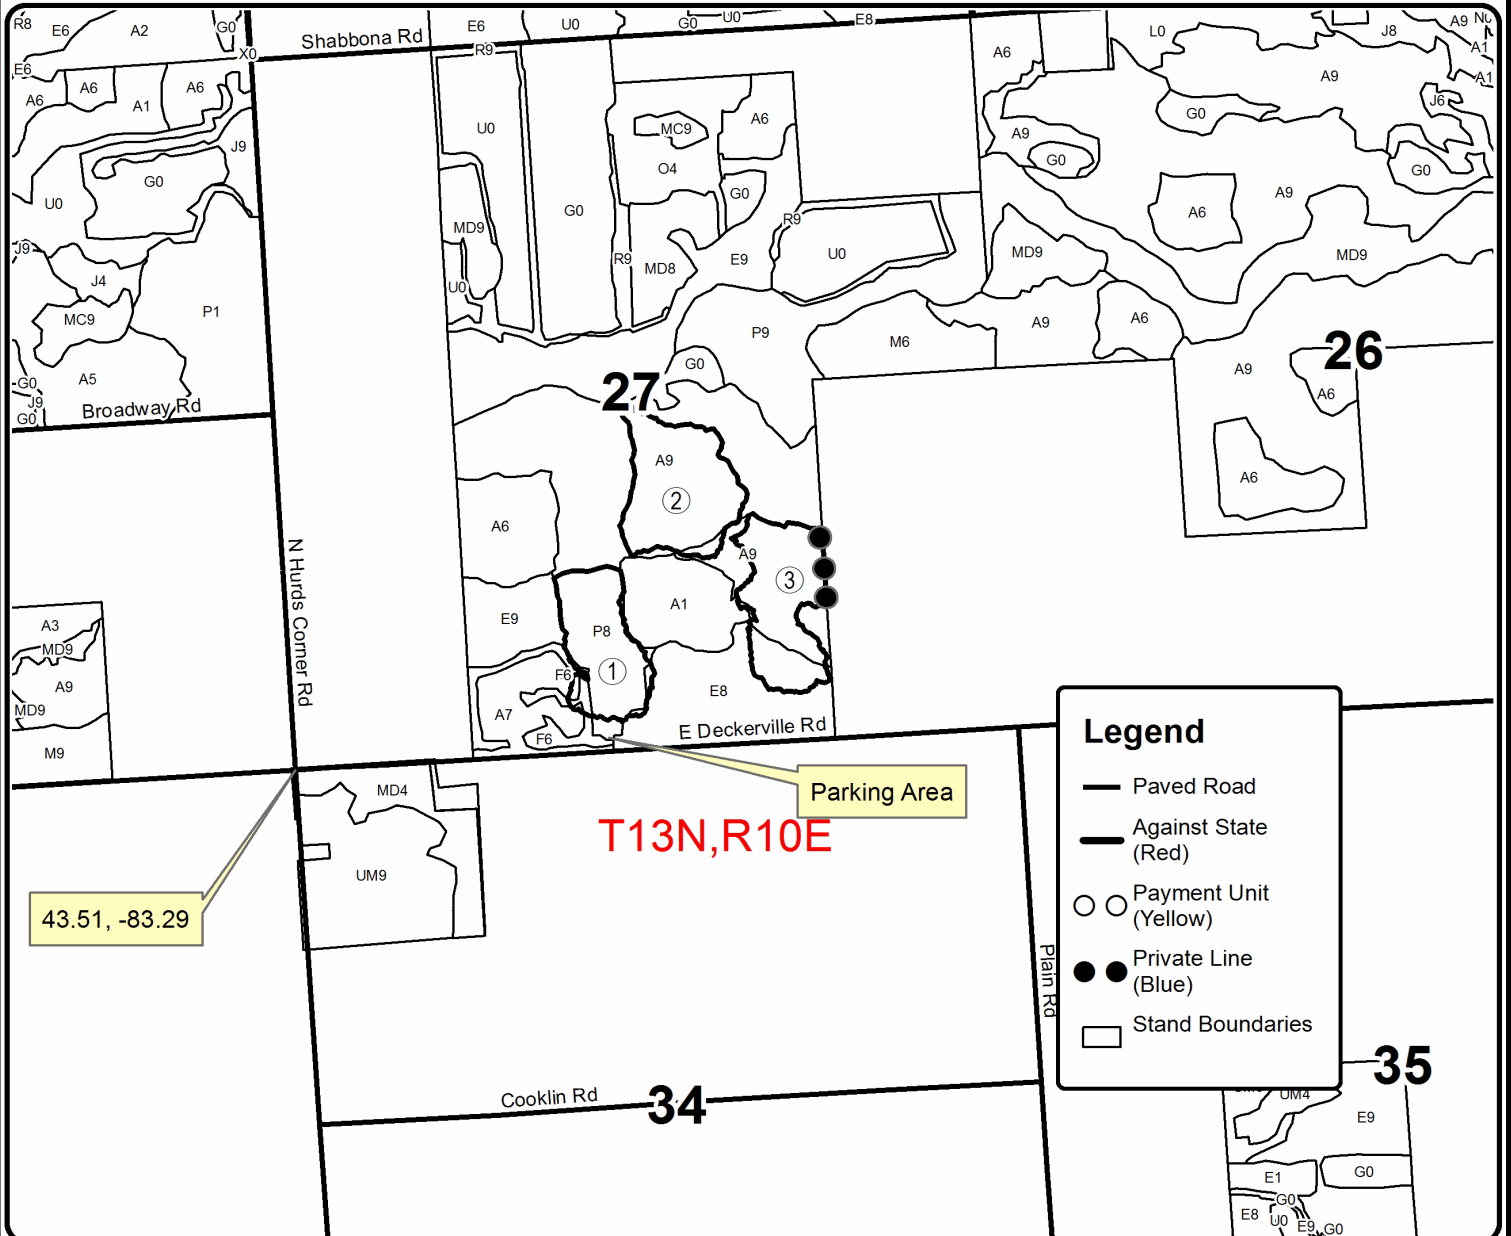 R8
E6
A2
G0
Shabbona Rd
E6
R9
U0
G0
U0
E8
L0
J8
A9
X0
E6
A6
A6
A1
A6
A6
A9
A1
A1
J6
J9
G0
U0
U0
G0
MC9
A6
O4
G0
A9
G0
G0
G0
A9
A6
J9
J4
MC9
P1
G0
A5
J9
G0
Broadway Rd
MD9
U0
R9
MD8
E9
R9
U0
MD9
MD9
P9
M6
A9
A6
G0
27
26
A9
A6
A6
A9
2
A6
A9
3
E9
P8
A1
1
F6
A7
F6
E8
E Deckerville Rd
N Hurds Corner Rd
A3
MD9
A9
MD9
M9
Parking Area
T13N,R10E
MD4
UM9
43.51, -83.29
Plain Rd
Cooklin Rd
34
Legend
Paved Road
Against State
(Red)
Payment Unit
(Yellow)
Private Line
(Blue)
Stand Boundaries
35
UM4
E9
E1
G0
G0
E8
U0
E9
G0